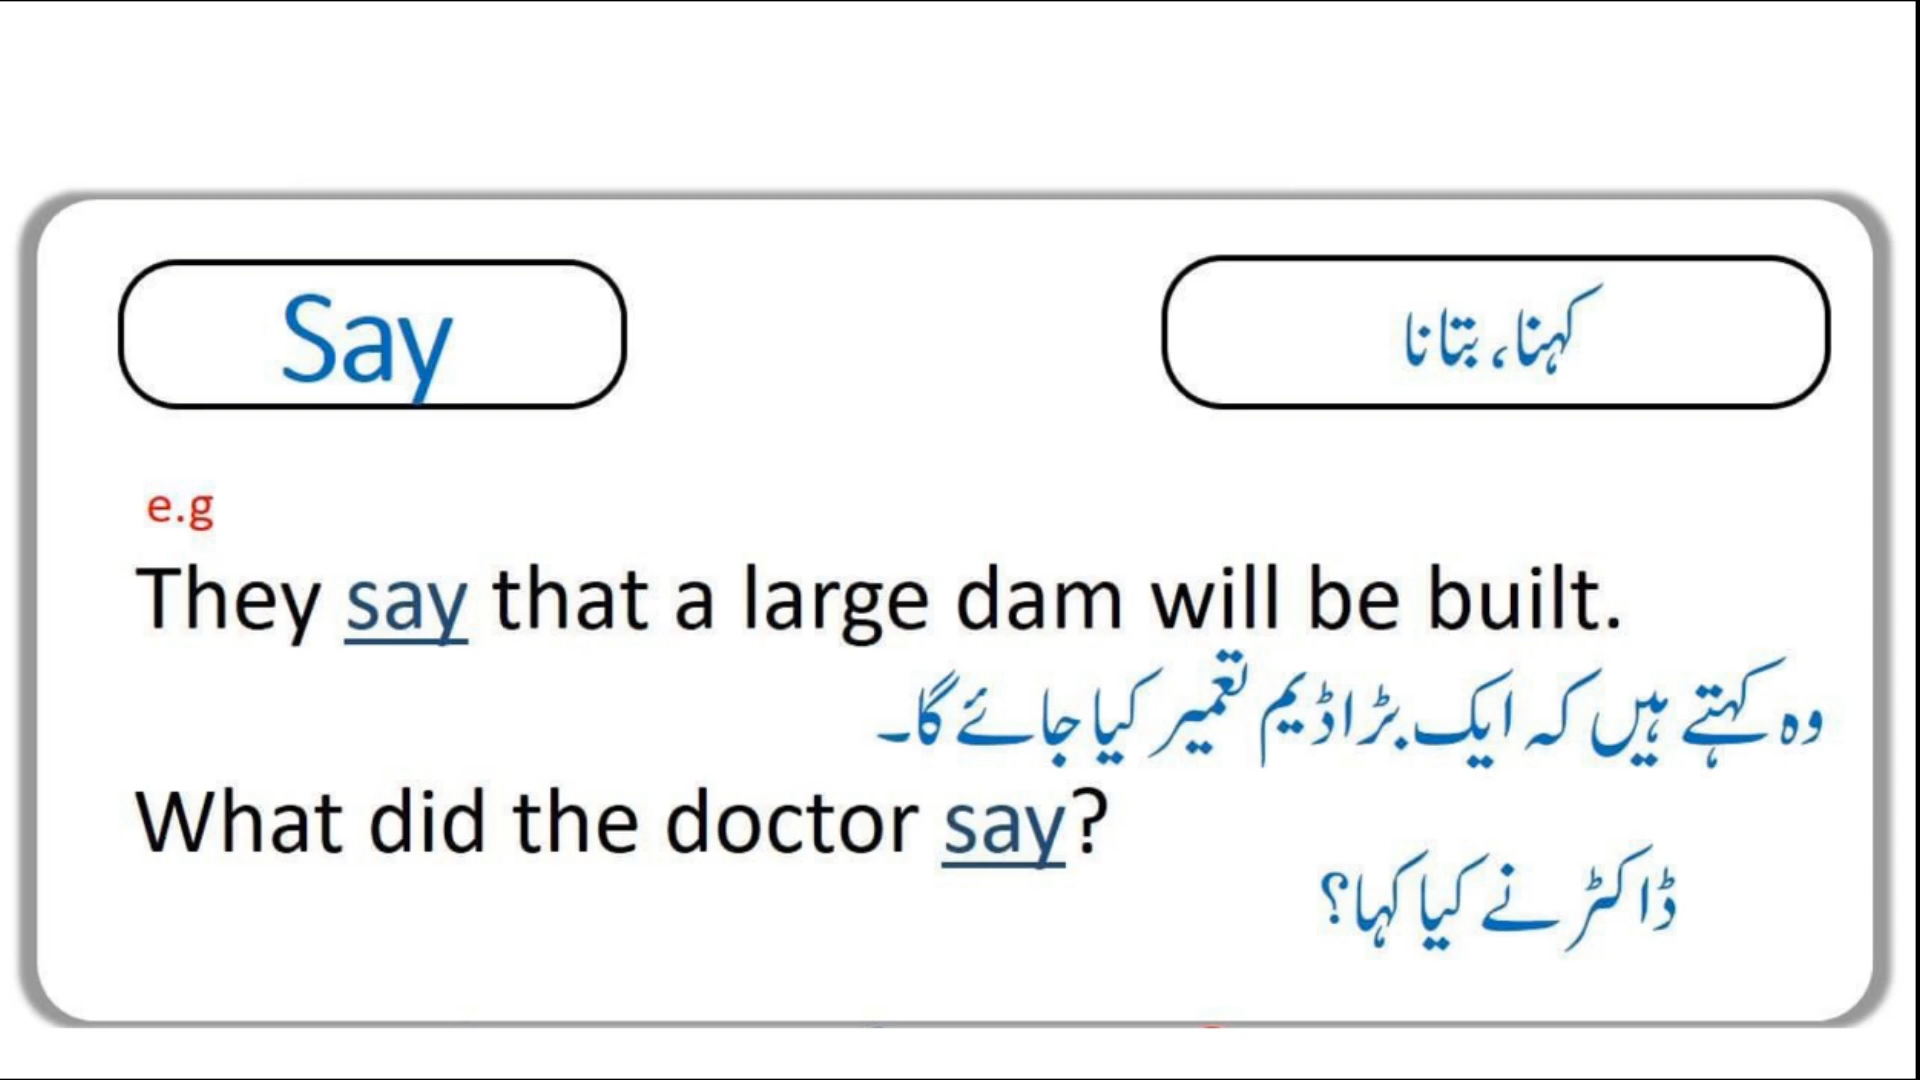 Say
کہنا، بتانا
e.g
They say that a large dam will be built.
وہ کہتے ہیں کہ ایک بڑا ڈیم تعمیر کیا جائے گا۔
What did the doctor say?
ڈاکٹر نے کیا کہا؟